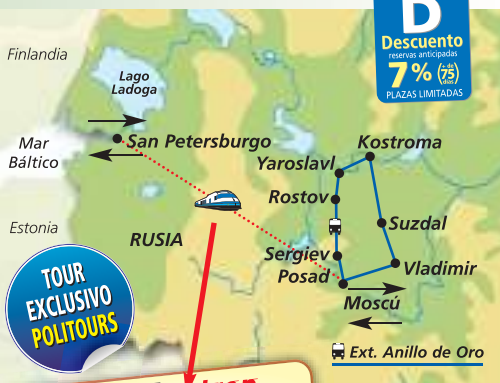 D
Descuento
reservas anticipadas
7% (+ de 75 días)
PLAZAS LIMITADAS
Finlandia
Lago
Ladoga
Mar
Báltico
San Petersburgo
Kostroma
Yaroslavl
Rostov
Estonia
RUSIA
Suzdal
Sergiev
Posad
Vladimir
Moscú
TOUR
EXCLUSIVO
POLITOURS
Ext. Anillo de Oro